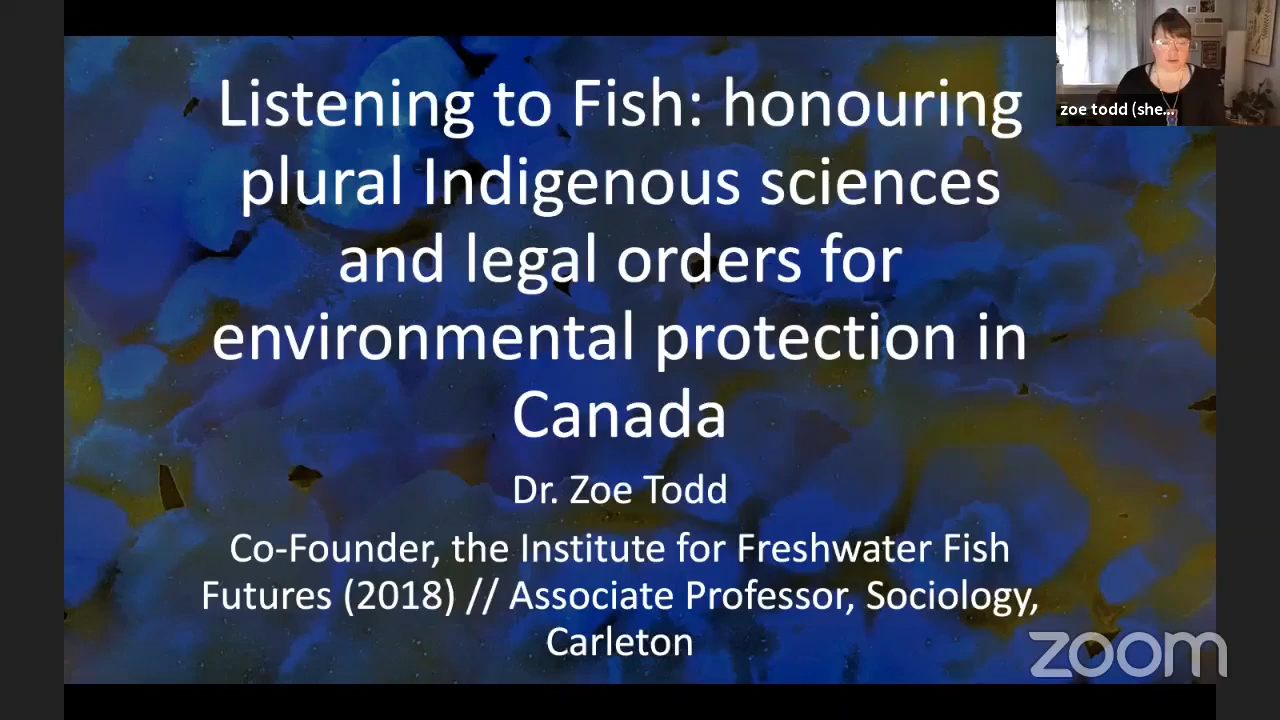 Listening to Fish: honouring
plural Indigenous sciences
and legal orders for
environmental protection in
Canada
Dr. Zoe Todd
Co-Founder, the Institute for Freshwater Fish
Futures (2018) // Associate Professor, Sociology,
Carleton
zoe todd (she...
zoom